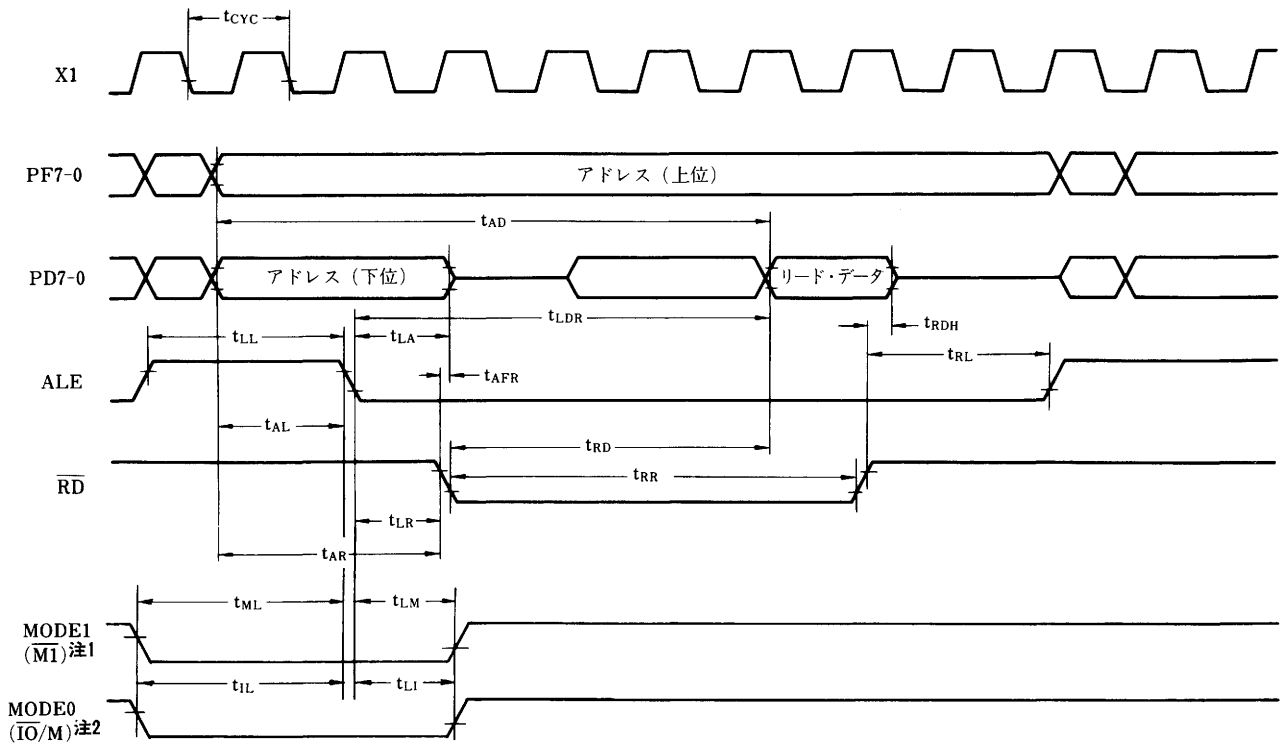 tCYC
X1
PF7-0
アドレス（上位）
tAD
PD7-0
アドレス（下位）
リード・データ
tLDR
tRDH
tLL
tLA
tRL
ALE
tAFR
tAL
tRD
RD
tRR
tLR
tAR
tML
tLM
MODE1
(M1)注1
tIL
tLI
MODE0
(IO/M)注2